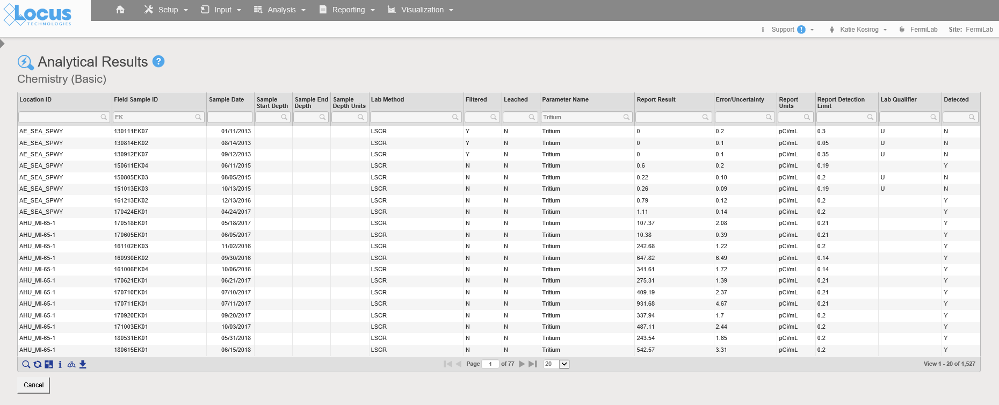 Locus
TECHNOLOGIES
Setup Input Analysis Reporting Visualization
i Support ! Katie Kosirog FermiLab Site: FermiLab
Analytical Results ?
Chemistry (Basic)
Location ID Field Sample ID Sample Date Sample Start Depth Sample End Depth Sample Depth Units Lab Method Filtered Leached Parameter Name Report Result Error/Uncertainty Report Units Report Detection Limit Lab Qualifier Detected
EK Tritium
AE_SEA_SPWY 130111EK07 01/11/2013 LSCR Y N Tritium 0 0.2 pCi/mL 0.3 U N
AE_SEA_SPWY 130814EK02 08/14/2013 LSCR Y N Tritium 0 0.1 pCi/mL 0.05 U N
AE_SEA_SPWY 130912EK07 09/12/2013 LSCR Y N Tritium 0 0.1 pCi/mL 0.35 U N
AE_SEA_SPWY 150611EK04 06/11/2015 LSCR N N Tritium 0.6 0.2 pCi/mL 0.19 Y
AE_SEA_SPWY 150805EK03 08/05/2015 LSCR N N Tritium 0.22 0.10 pCi/mL 0.2 U N
AE_SEA_SPWY 151013EK03 10/13/2015 LSCR N N Tritium 0.26 0.09 pCi/mL 0.19 U N
AE_SEA_SPWY 161213EK02 12/13/2016 LSCR N N Tritium 0.79 0.12 pCi/mL 0.2 Y
AE_SEA_SPWY 170424EK01 04/24/2017 LSCR N N Tritium 1.11 0.14 pCi/mL 0.2 Y
AHU_MI-65-1 170518EK01 05/18/2017 LSCR N N Tritium 107.37 2.08 pCi/mL 0.21 Y
AHU_MI-65-1 170605EK01 06/05/2017 LSCR N N Tritium 10.38 0.39 pCi/mL 0.21 Y
AHU_MI-65-1 161102EK03 11/02/2016 LSCR N N Tritium 242.68 1.22 pCi/mL 0.2 Y
AHU_MI-65-1 160930EK02 09/30/2016 LSCR N N Tritium 647.82 6.49 pCi/mL 0.14 Y
AHU_MI-65-1 161006EK04 10/06/2016 LSCR N N Tritium 341.61 1.72 pCi/mL 0.14 Y
AHU_MI-65-1 170621EK01 06/21/2017 LSCR N N Tritium 275.31 1.39 pCi/mL 0.21 Y
AHU_MI-65-1 170710EK01 07/10/2017 LSCR N N Tritium 409.19 2.37 pCi/mL 0.21 Y
AHU_MI-65-1 170711EK01 07/11/2017 LSCR N N Tritium 931.68 4.67 pCi/mL 0.21 Y
AHU_MI-65-1 170920EK01 09/20/2017 LSCR N N Tritium 337.94 1.7 pCi/mL 0.2 Y
AHU_MI-65-1 171003EK01 10/03/2017 LSCR N N Tritium 487.11 2.44 pCi/mL 0.2 Y
AHU_MI-65-1 180531EK01 05/31/2018 LSCR N N Tritium 243.54 1.65 pCi/mL 0.2 Y
AHU_MI-65-1 180615EK01 06/15/2018 LSCR N N Tritium 542.57 3.31 pCi/mL 0.2 Y
i Page 1 of 77 20 View 1 - 20 of 1,527
Cancel